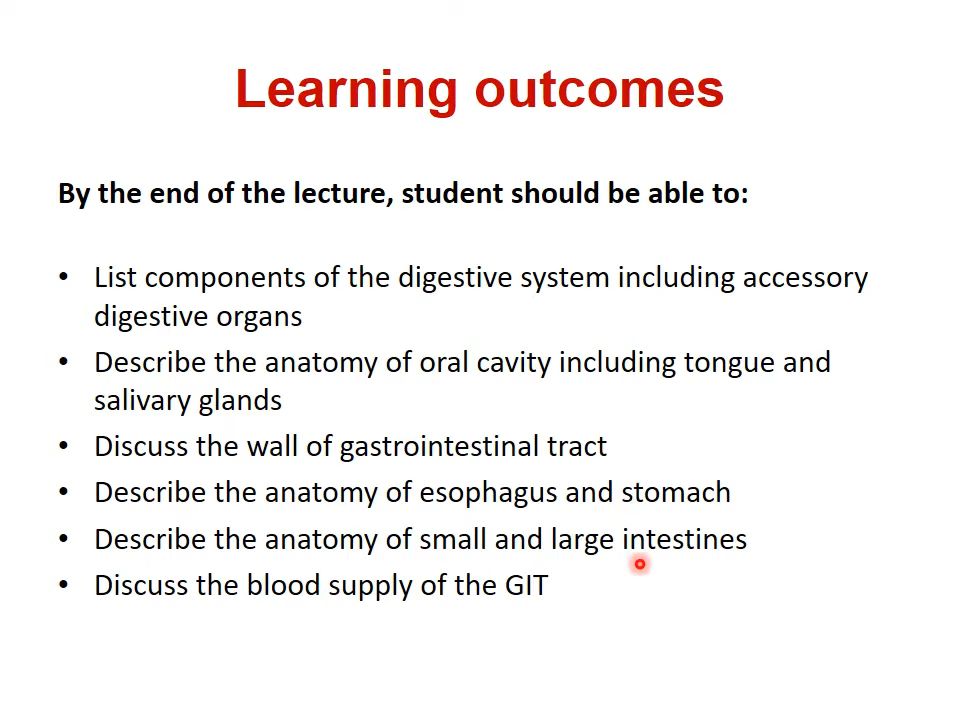 Learning outcomes
By the end of the lecture, student should be able to:
• List components of the digestive system including accessory
digestive organs
• Describe the anatomy of oral cavity including tongue and
salivary glands
• Discuss the wall of gastrointestinal tract
• Describe the anatomy of esophagus and stomach
• Describe the anatomy of small and large intestines
• Discuss the blood supply of the GIT